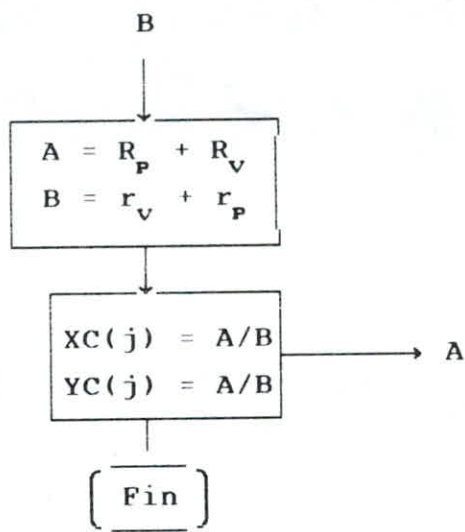 B
A = R_P + R_V
B = r_V + r_P
XC(j) = A/B
YC(j) = A/B
A
Fin